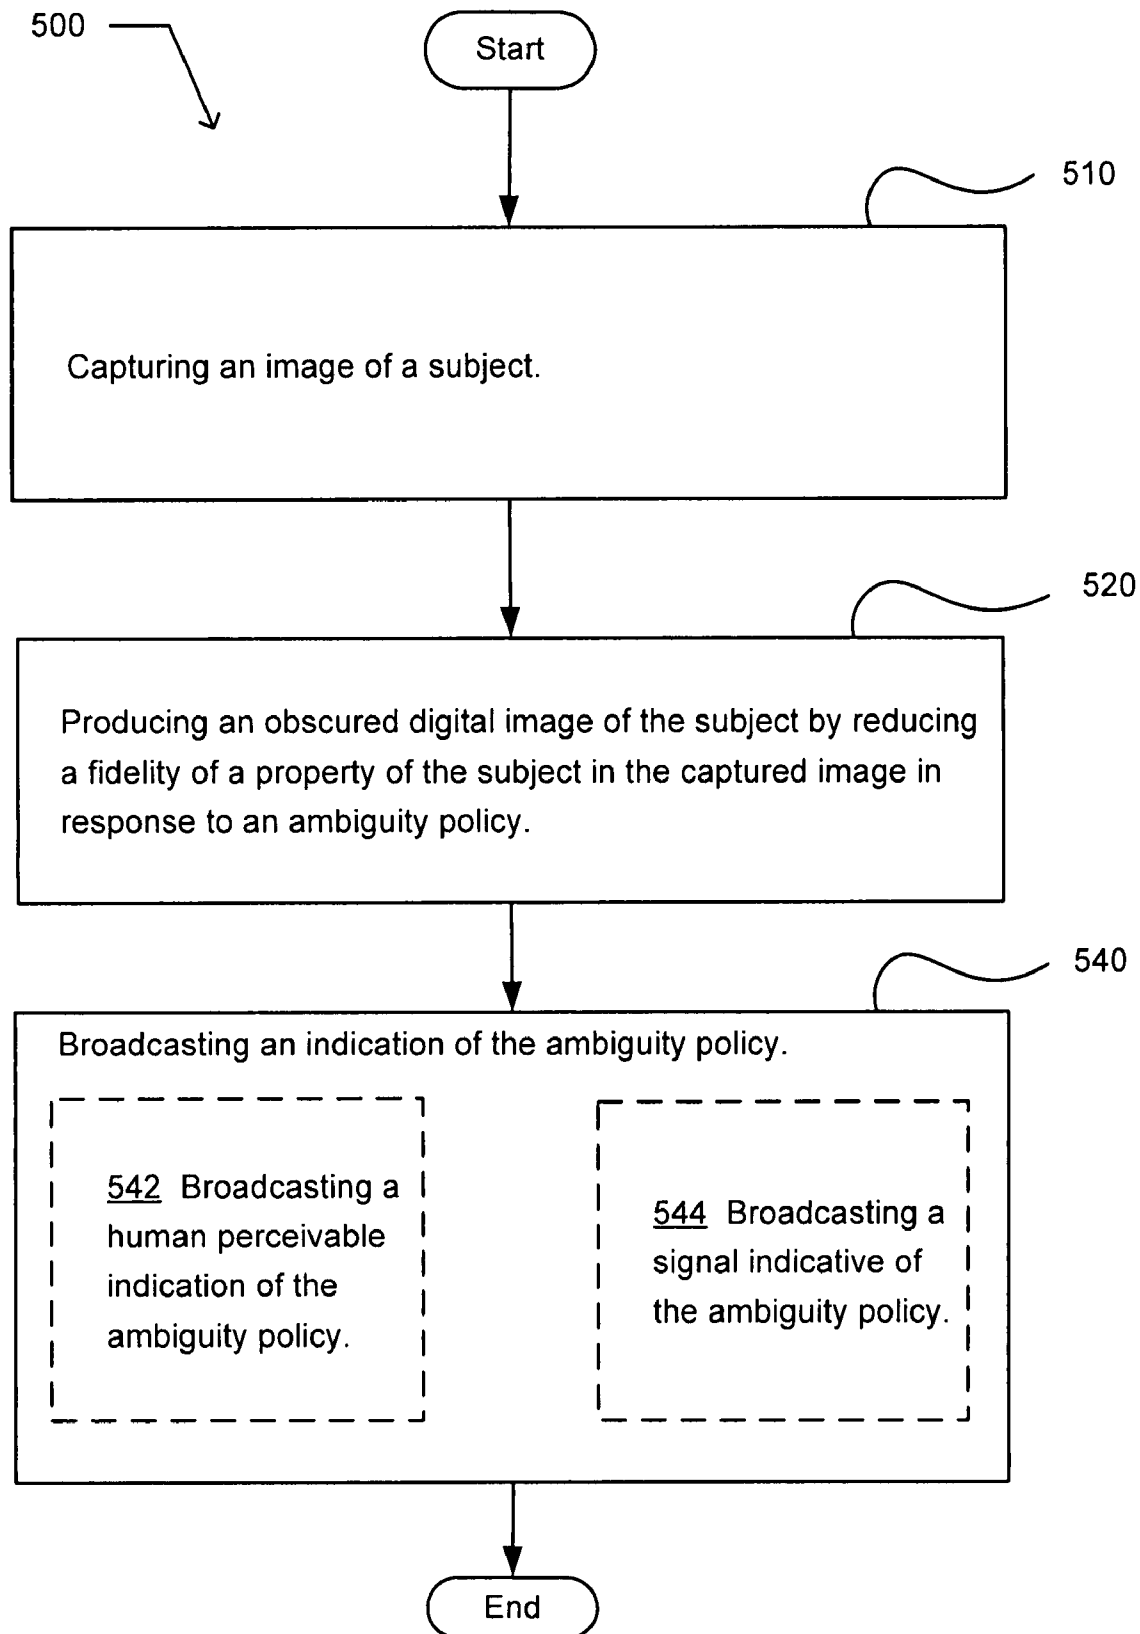 500
Start
510
Capturing an image of a subject.
520
Producing an obscured digital image of the subject by reducing
a fidelity of a property of the subject in the captured image in
response to an ambiguity policy.
540
Broadcasting an indication of the ambiguity policy.
542 Broadcasting a
human perceivable
indication of the
ambiguity policy.
544 Broadcasting a
signal indicative of
the ambiguity policy.
End